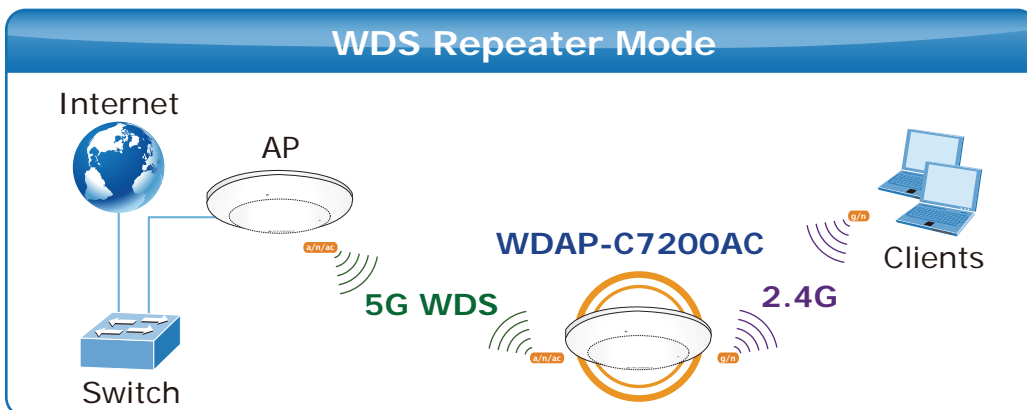 WDS Repeater Mode
Internet
AP
a/n/ac
g/n
WDAP-C7200AC
Clients
5G WDS
2.4G
a/n/ac
g/n
Switch